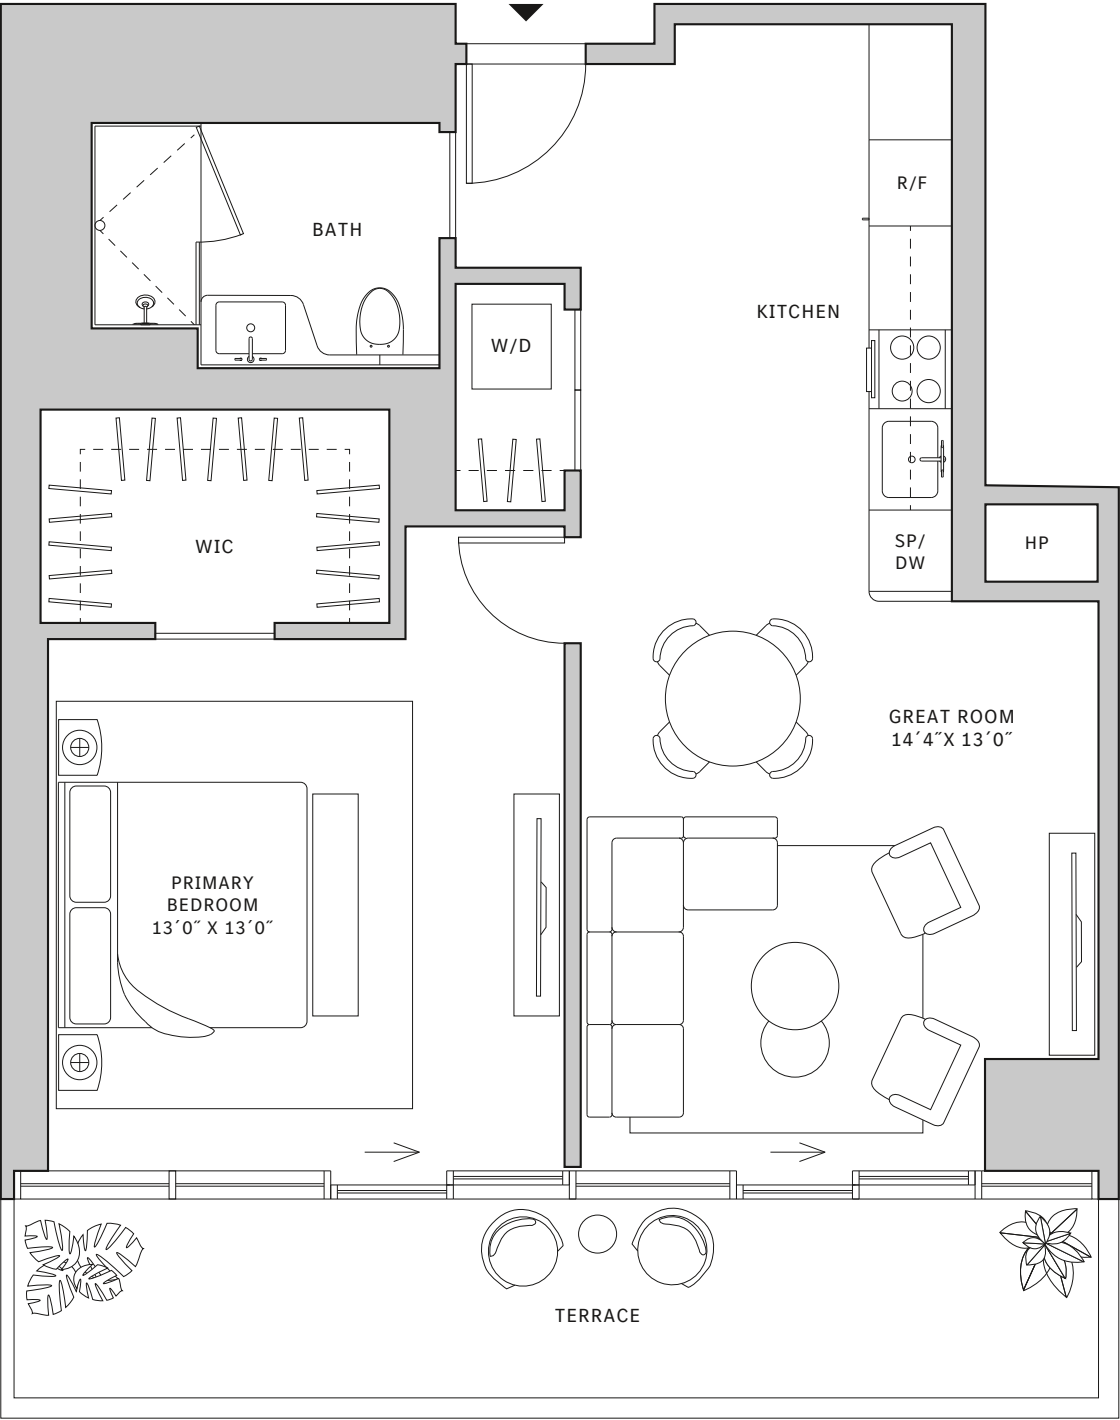 R/F
BATH
KITCHEN
W/D
SP/
DW
HP
WIC
GREAT ROOM
14´4˝X 13´0˝
PRIMARY
BEDROOM
13´0˝ X 13´0˝
TERRACE